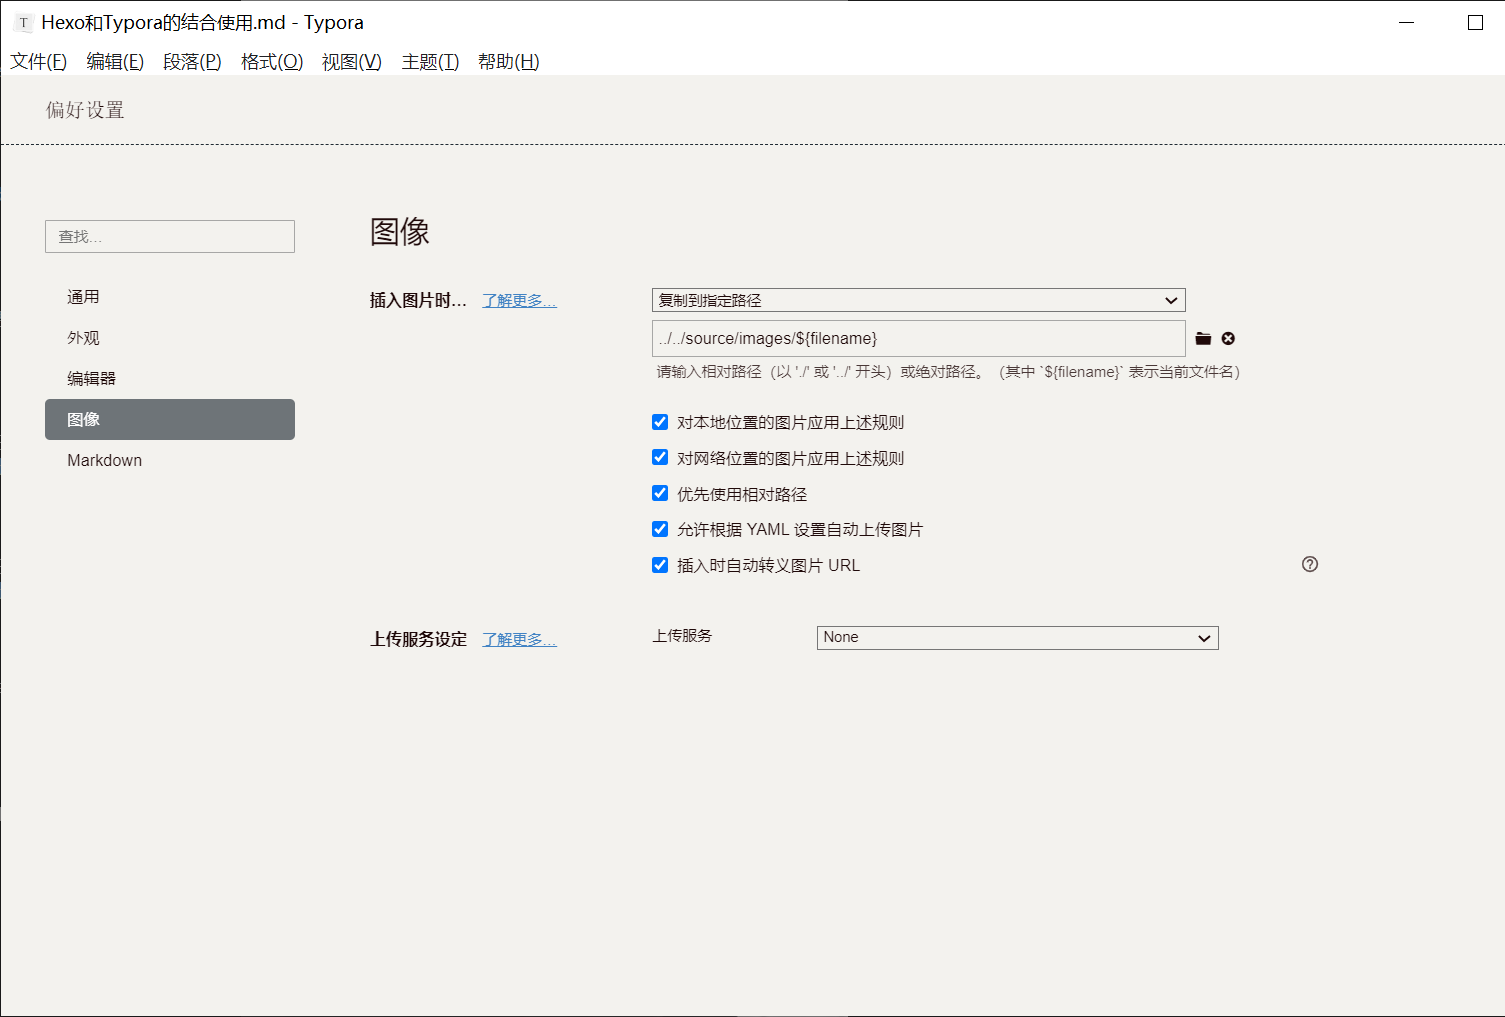 T Hexo和Typora的结合使用.md - Typora
文件(F) 编辑(E) 段落(P) 格式(O) 视图(V) 主题(T) 帮助(H)
偏好设置
查找...
通用
外观
编辑器
图像
Markdown
图像
插入图片时... 了解更多...
复制到指定路径
../../source/images/${filename}
请输入相对路径（以 './' 或 '../' 开头）或绝对路径。（其中 `${filename}` 表示当前文件名）
对本地位置的图片应用上述规则
对网络位置的图片应用上述规则
优先使用相对路径
允许根据 YAML 设置自动上传图片
插入时自动转义图片 URL
?
上传服务设定 了解更多...
上传服务 None